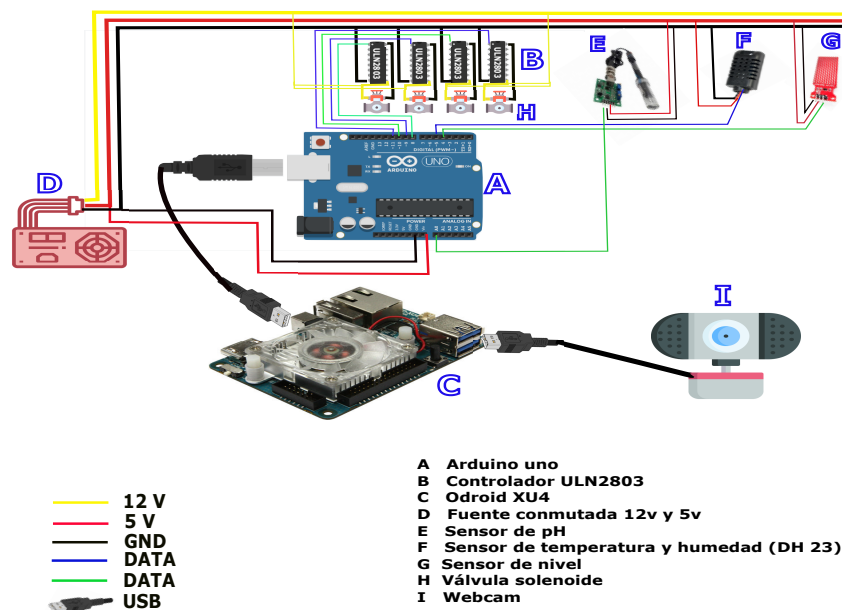 B
E
F
G
ULN2803
ULN2803
ULN2803
ULN2803
H
DIGITAL (PWM~)
UNO
ARDUINO
A
D
POWER
ANALOG IN
I
C
12 V
5 V
GND
DATA
DATA
USB
A Arduino uno
B Controlador ULN2803
C Odroid XU4
D Fuente conmutada 12v y 5v
E Sensor de pH
F Sensor de temperatura y humedad (DH 23)
G Sensor de nivel
H Válvula solenoide
I Webcam